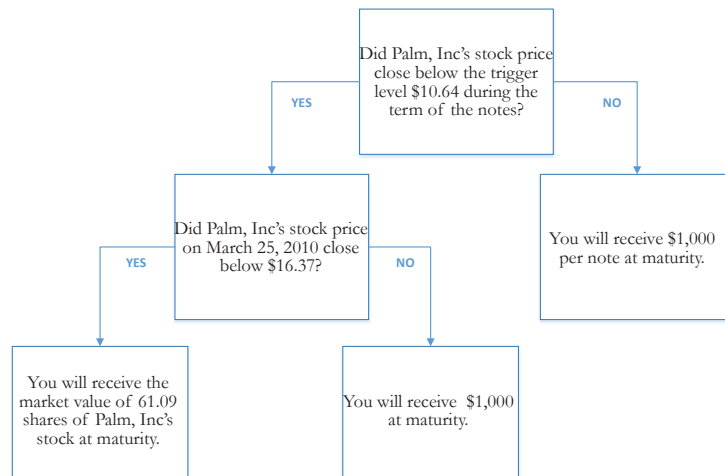 Did Palm, Inc's stock price
close below the trigger
level $10.64 during the
term of the notes?
YES
NO
Did Palm, Inc's stock price
on March 25, 2010 close
below $16.37?
You will receive $1,000
per note at maturity.
YES
NO
You will receive the
market value of 61.09
shares of Palm, Inc's
stock at maturity.
You will receive $1,000
at maturity.